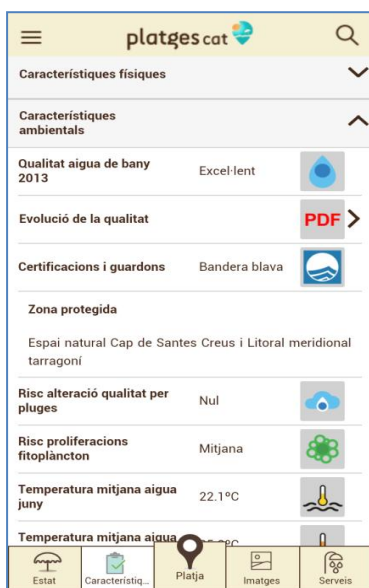 platgescat
Característiques físiques
Característiques
ambientals
Qualitat aigua de bany
2013
Excel·lent
Evolució de la qualitat
PDF
Certificacions i guardons
Bandera blava
Zona protegida
Espai natural Cap de Santes Creus i Litoral meridional
tarragoní
Risc alteració qualitat per
pluges
Nul
Risc proliferacions
fitoplàncton
Mitjana
Temperatura mitjana aigua
juny
22.1ºC
Temperatura mitjana aigua
Estat
Característiq...
Platja
Imatges
Serveis